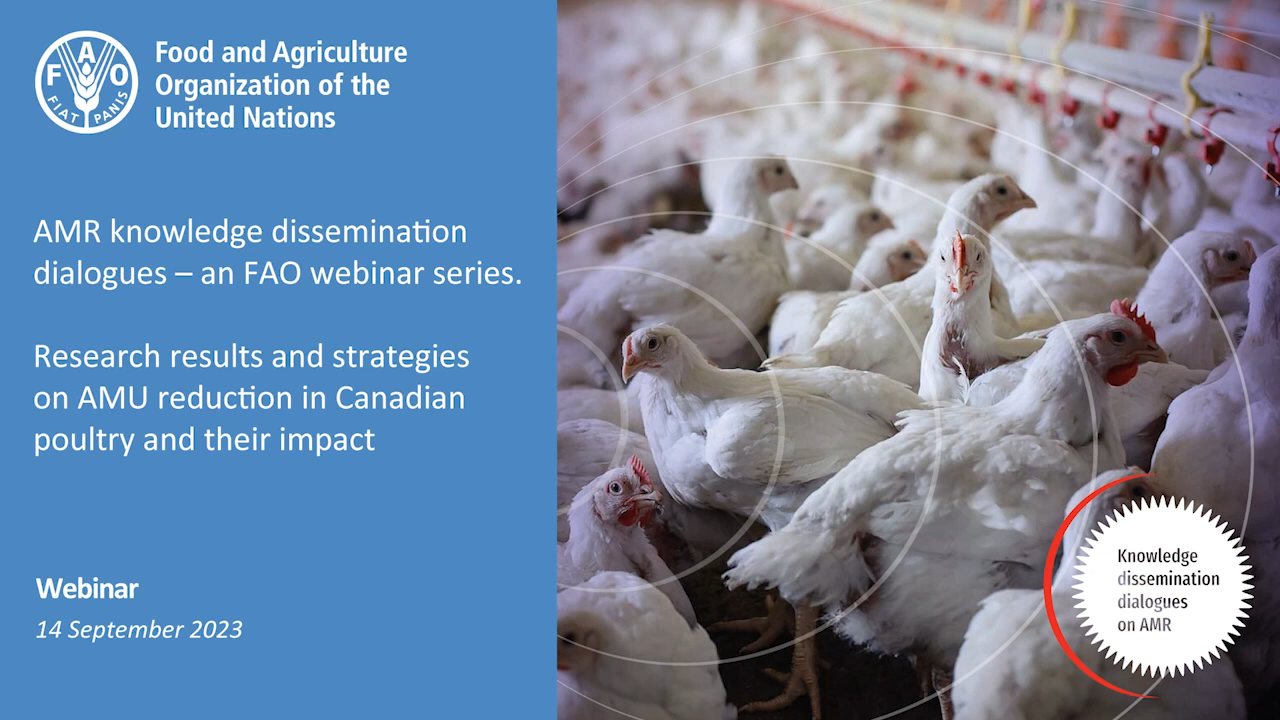 F A O
FIAT PANIS
Food and Agriculture
Organization of the
United Nations
AMR knowledge dissemination
dialogues – an FAO webinar series.
Research results and strategies
on AMU reduction in Canadian
poultry and their impact
Webinar
14 September 2023
Knowledge
dissemination
dialogues
on AMR